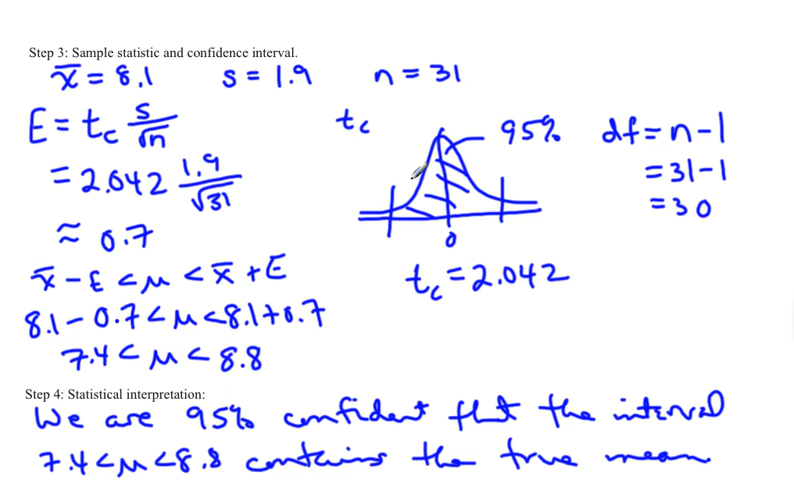 Step 3: Sample statistic and confidence interval.
x̄ = 8.1 s = 1.9 n = 31
E = t_c s/√n
= 2.042 1.9/√31
≈ 0.7
x̄ - E < μ < x̄ + E
8.1 - 0.7 < μ < 8.1 + 0.7
7.4 < μ < 8.8
t_c 95%
0
t_c = 2.042
df = n - 1
= 31 - 1
= 30
Step 4: Statistical interpretation:
We are 95% confident that the interval
7.4 < μ < 8.8 contains the true mean.